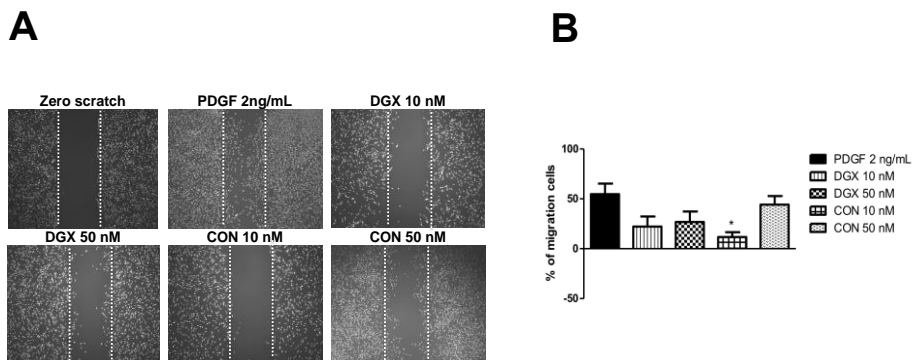 A
B
Zero scratch
PDGF 2ng/mL
DGX 10 nM
DGX 50 nM
CON 10 nM
CON 50 nM
% of migration cells
100
50
0
-50
*
PDGF 2 ng/mL
DGX 10 nM
DGX 50 nM
CON 10 nM
CON 50 nM